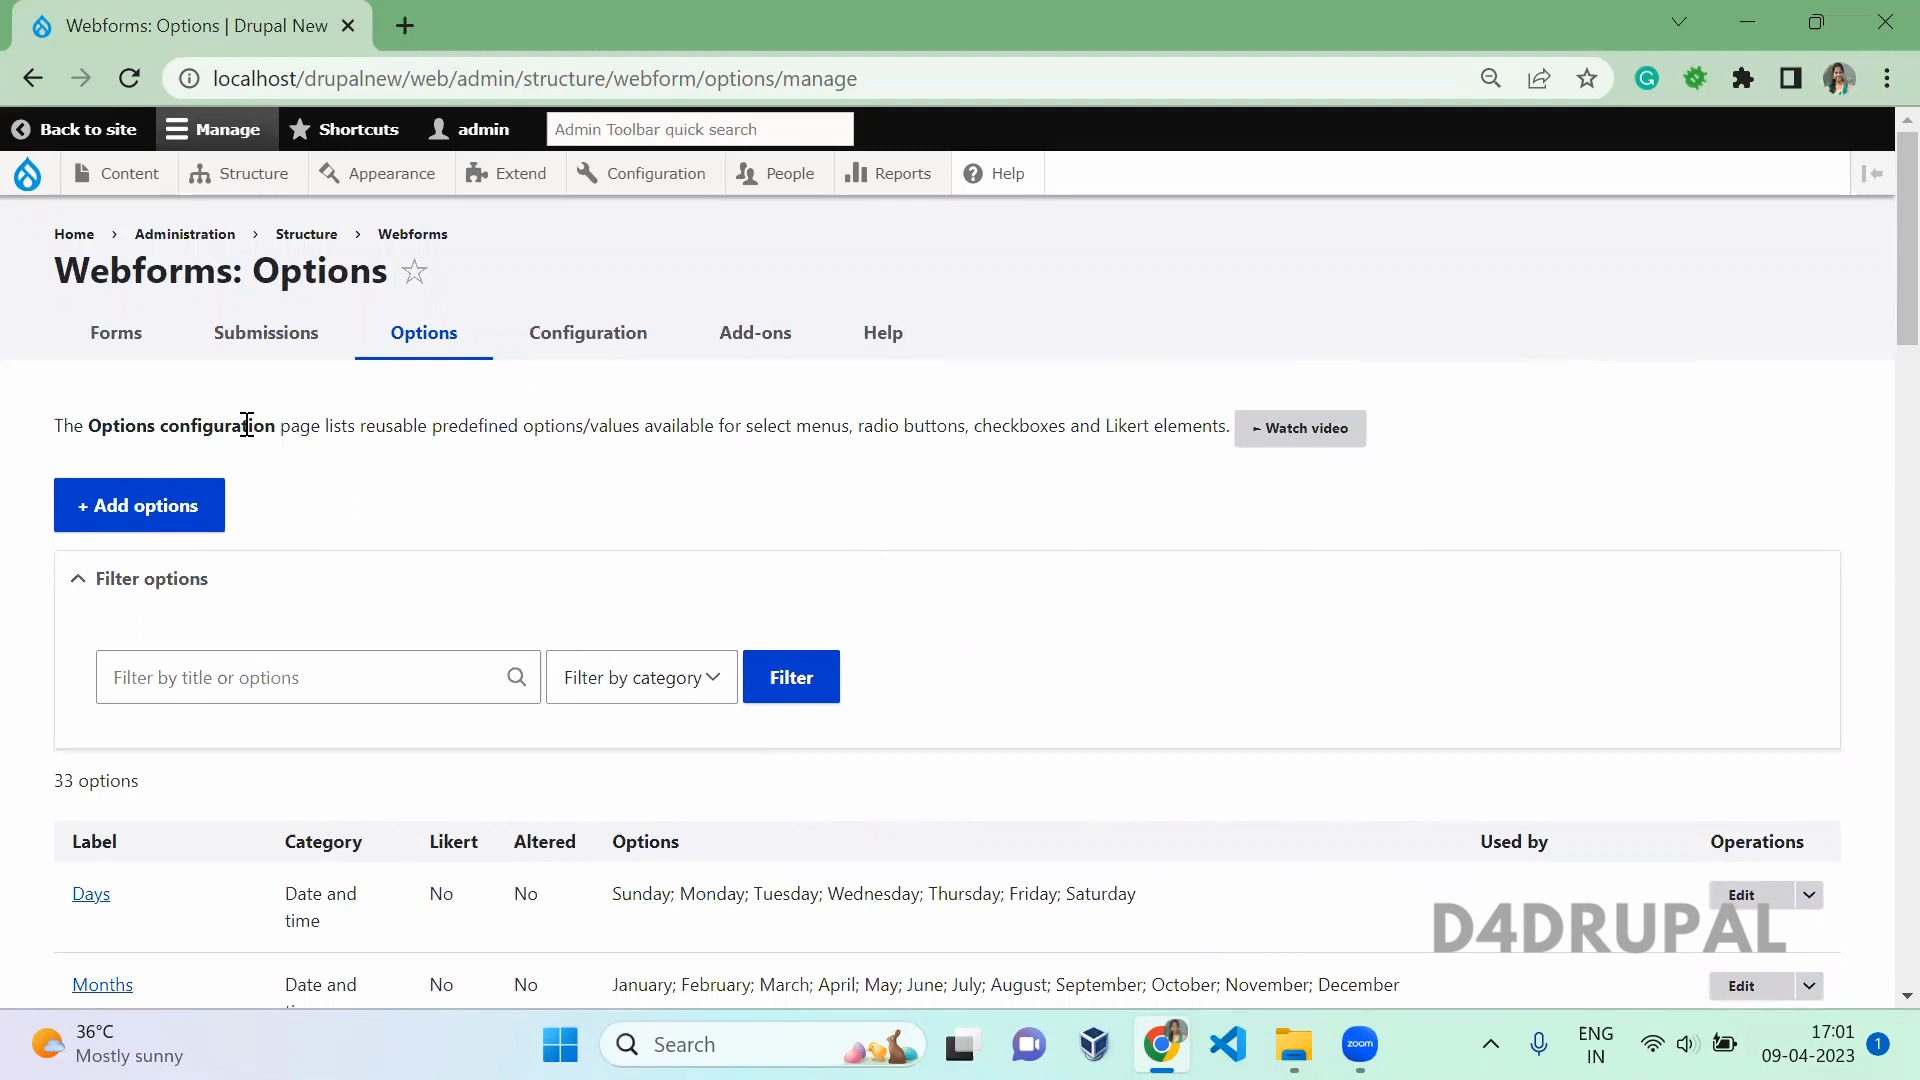 Webforms: Options | Drupal New
localhost/drupalnew/web/admin/structure/webform/options/manage
Back to site Manage Shortcuts admin Admin Toolbar quick search
Content Structure Appearance Extend Configuration People Reports Help
Home › Administration › Structure › Webforms
Webforms: Options
Forms Submissions Options Configuration Add-ons Help
The Options configuration page lists reusable predefined options/values available for select menus, radio buttons, checkboxes and Likert elements. Watch video
+ Add options
Filter options
Filter by title or options Filter by category Filter
33 options
Label Category Likert Altered Options Used by Operations
Days Date and time No No Sunday; Monday; Tuesday; Wednesday; Thursday; Friday; Saturday Edit
D4DRUPAL
Months Date and No No January; February; March; April; May; June; July; August; September; October; November; December Edit
36°C
Mostly sunny
Search
zoom
ENG
IN
17:01
09-04-2023
1